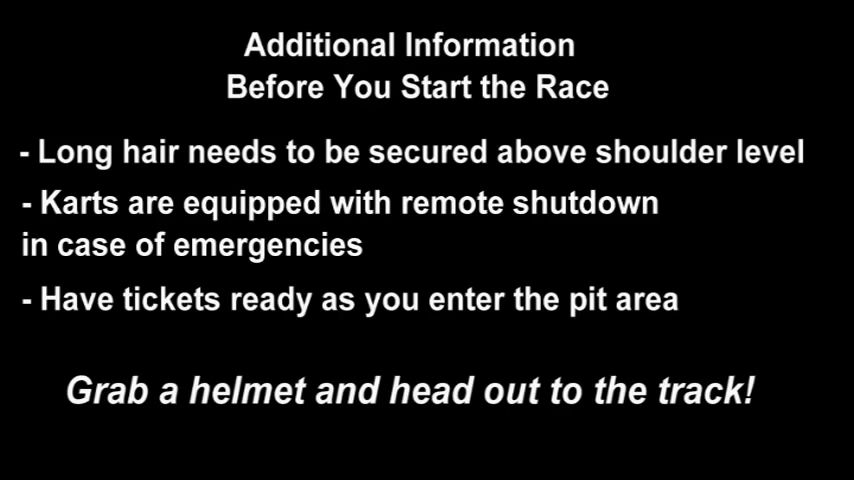 Additional Information
Before You Start the Race
- Long hair needs to be secured above shoulder level
- Karts are equipped with remote shutdown
in case of emergencies
- Have tickets ready as you enter the pit area
Grab a helmet and head out to the track!